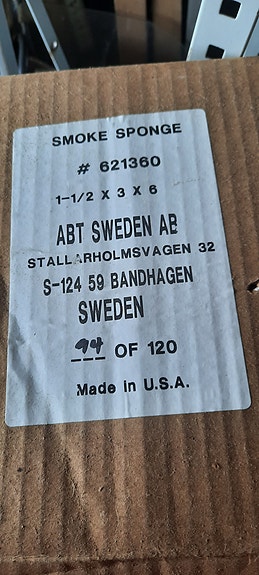 SMOKE SPONGE
# 621360
1-1/2 X 3 X 6
ABT SWEDEN AB
STALLARHOLMSVAGEN 32
S-124 59 BANDHAGEN
SWEDEN
94 OF 120
Made in U.S.A.